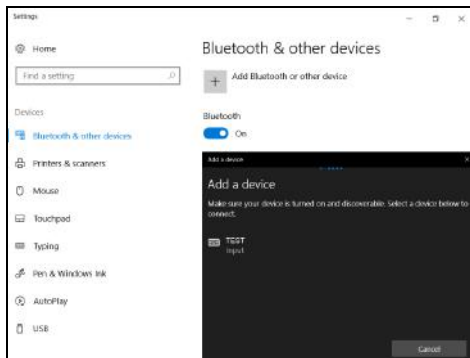 Settings
Home
Find a setting
Devices
Bluetooth & other devices
Printers & scanners
Mouse
Touchpad
Typing
Pen & Windows Ink
AutoPlay
USB
Bluetooth & other devices
Add Bluetooth or other device
Bluetooth
On
Add a device
Add a device
Make sure your device is turned on and discoverable. Select a device below to
connect.
TEST
Input
Cancel